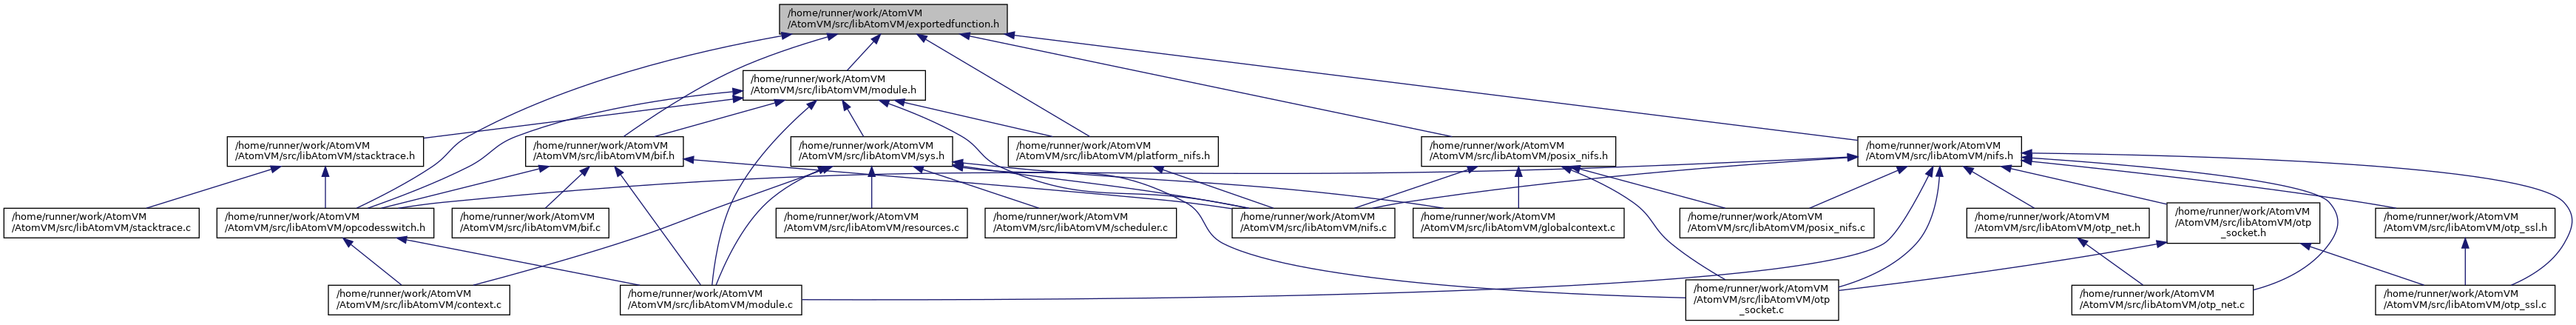 /home/runner/work/AtomVM
/AtomVM/src/libAtomVM/exportedfunction.h
/home/runner/work/AtomVM
/AtomVM/src/libAtomVM/module.h
/home/runner/work/AtomVM
/AtomVM/src/libAtomVM/stacktrace.h
/home/runner/work/AtomVM
/AtomVM/src/libAtomVM/bif.h
/home/runner/work/AtomVM
/AtomVM/src/libAtomVM/sys.h
/home/runner/work/AtomVM
/AtomVM/src/libAtomVM/platform_nifs.h
/home/runner/work/AtomVM
/AtomVM/src/libAtomVM/posix_nifs.h
/home/runner/work/AtomVM
/AtomVM/src/libAtomVM/nifs.h
/home/runner/work/AtomVM
/AtomVM/src/libAtomVM/stacktrace.c
/home/runner/work/AtomVM
/AtomVM/src/libAtomVM/opcodesswitch.h
/home/runner/work/AtomVM
/AtomVM/src/libAtomVM/bif.c
/home/runner/work/AtomVM
/AtomVM/src/libAtomVM/resources.c
/home/runner/work/AtomVM
/AtomVM/src/libAtomVM/scheduler.c
/home/runner/work/AtomVM
/AtomVM/src/libAtomVM/nifs.c
/home/runner/work/AtomVM
/AtomVM/src/libAtomVM/globalcontext.c
/home/runner/work/AtomVM
/AtomVM/src/libAtomVM/posix_nifs.c
/home/runner/work/AtomVM
/AtomVM/src/libAtomVM/otp_net.h
/home/runner/work/AtomVM
/AtomVM/src/libAtomVM/otp
_socket.h
/home/runner/work/AtomVM
/AtomVM/src/libAtomVM/otp_ssl.h
/home/runner/work/AtomVM
/AtomVM/src/libAtomVM/context.c
/home/runner/work/AtomVM
/AtomVM/src/libAtomVM/module.c
/home/runner/work/AtomVM
/AtomVM/src/libAtomVM/otp
_socket.c
/home/runner/work/AtomVM
/AtomVM/src/libAtomVM/otp_net.c
/home/runner/work/AtomVM
/AtomVM/src/libAtomVM/otp_ssl.c